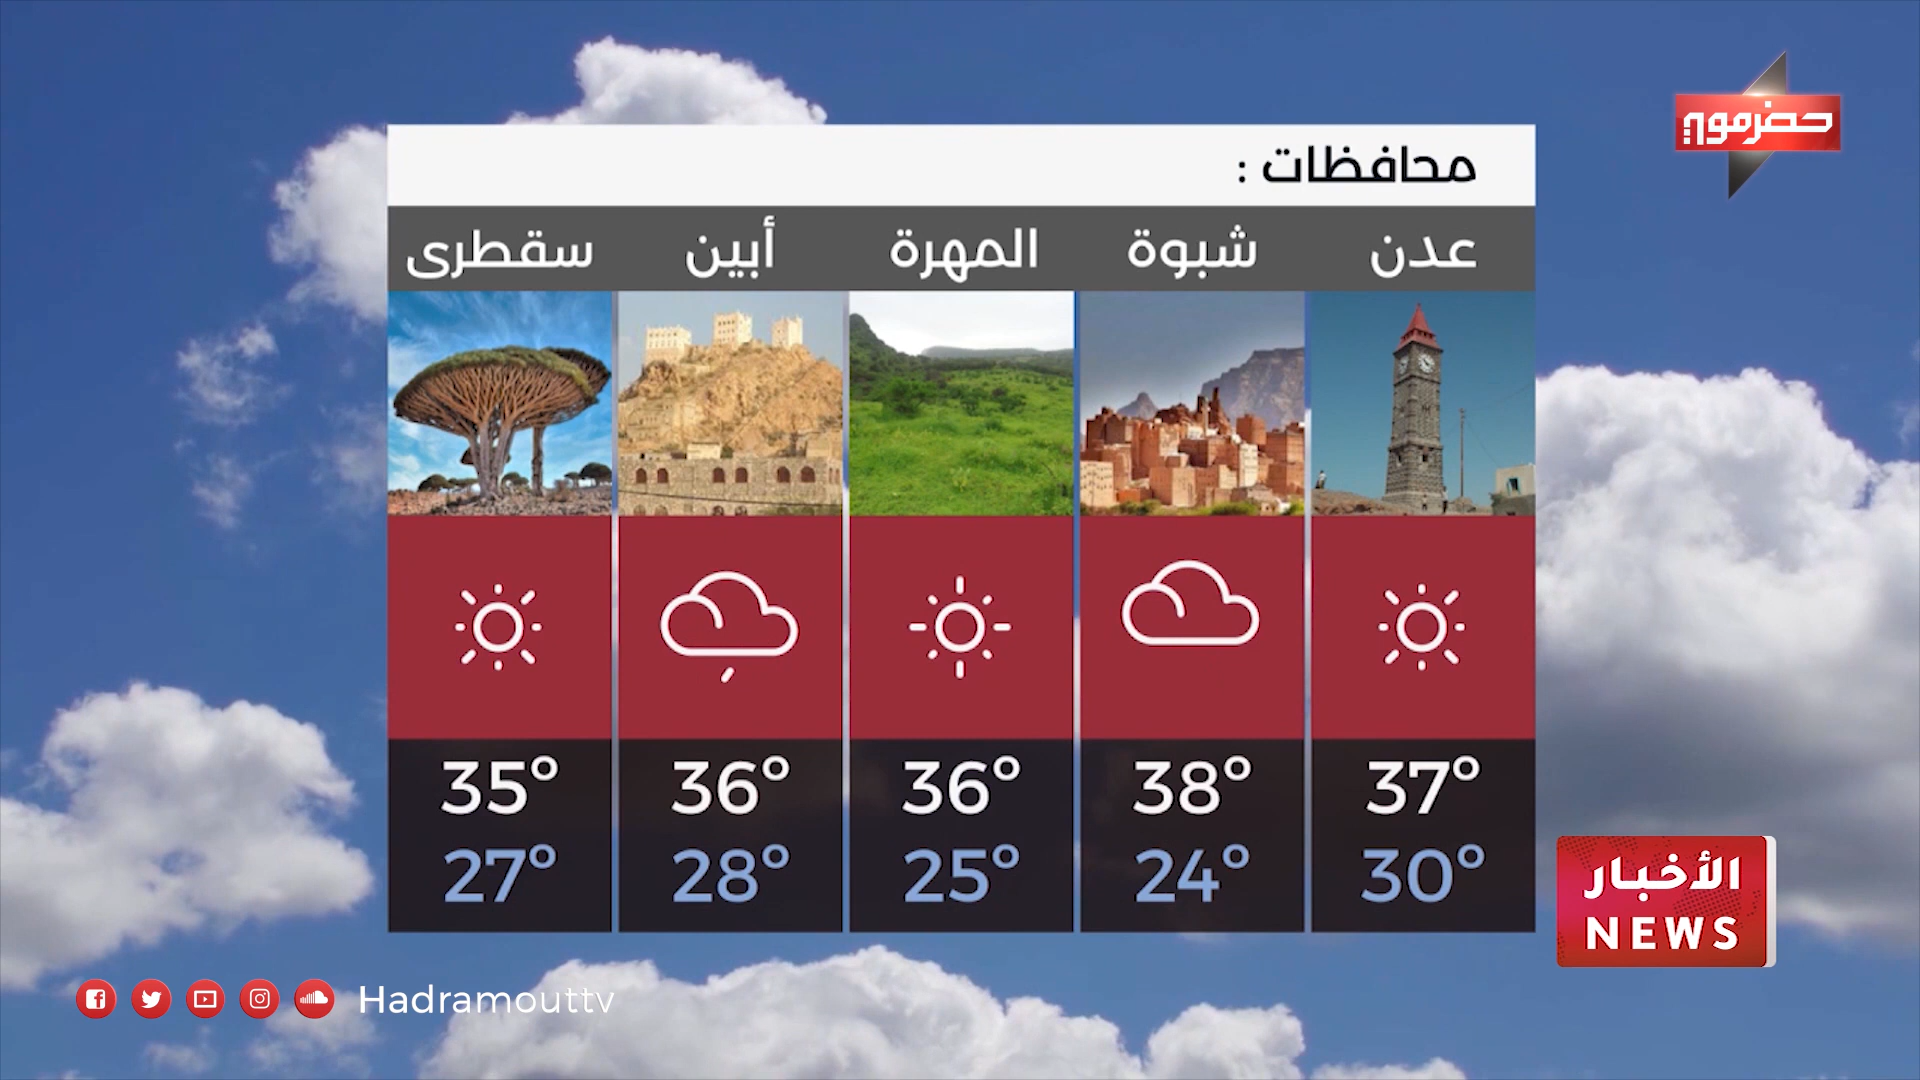 حضرموت
محافظات :
عدن شبوة المهرة أبين سقطرى
37° 38° 36° 36° 35°
30° 24° 25° 28° 27°
الأخبار
NEWS
Hadramouttv